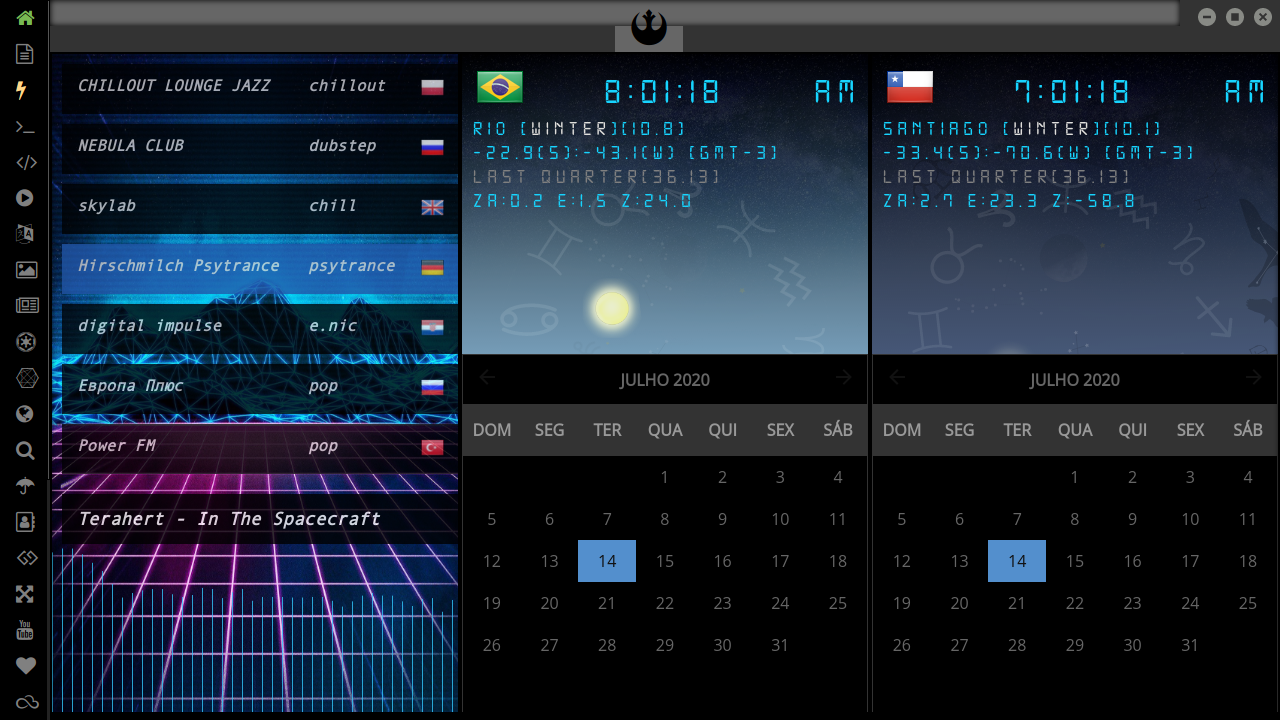 CHILLOUT LOUNGE JAZZ chillout
NEBULA CLUB dubstep
skylab chill
Hirschmilch Psytrance psytrance
digital impulse e.nic
Европа Плюс pop
Power FM pop
Terahert - In The Spacecraft
You
Tube
8:01:18 AM
RIO [WINTER][10.8]
-22.9(S):-43.1(W) [GMT-3]
LAST QUARTER[36.13]
ZA:0.2 E:1.5 Z:24.0
JULHO 2020
DOM SEG TER QUA QUI SEX SÁB
1 2 3 4
5 6 7 8 9 10 11
12 13 14 15 16 17 18
19 20 21 22 23 24 25
26 27 28 29 30 31
7:01:18 AM
SANTIAGO [WINTER][10.1]
-33.4(S):-70.6(W) [GMT-3]
LAST QUARTER[36.13]
ZA:2.7 E:23.3 Z:-58.8
JULHO 2020
DOM SEG TER QUA QUI SEX SÁB
1 2 3 4
5 6 7 8 9 10 11
12 13 14 15 16 17 18
19 20 21 22 23 24 25
26 27 28 29 30 31